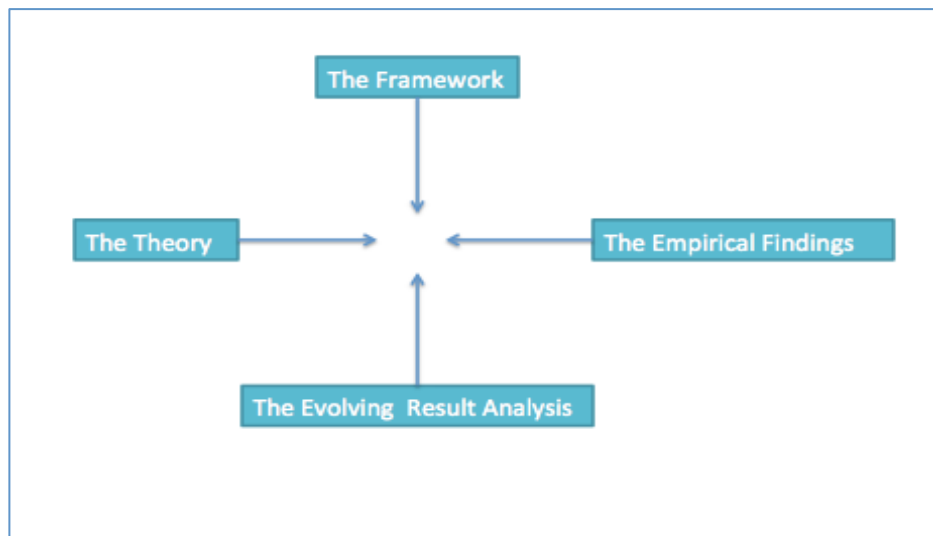 The Framework
The Theory
The Empirical Findings
The Evolving  Result Analysis